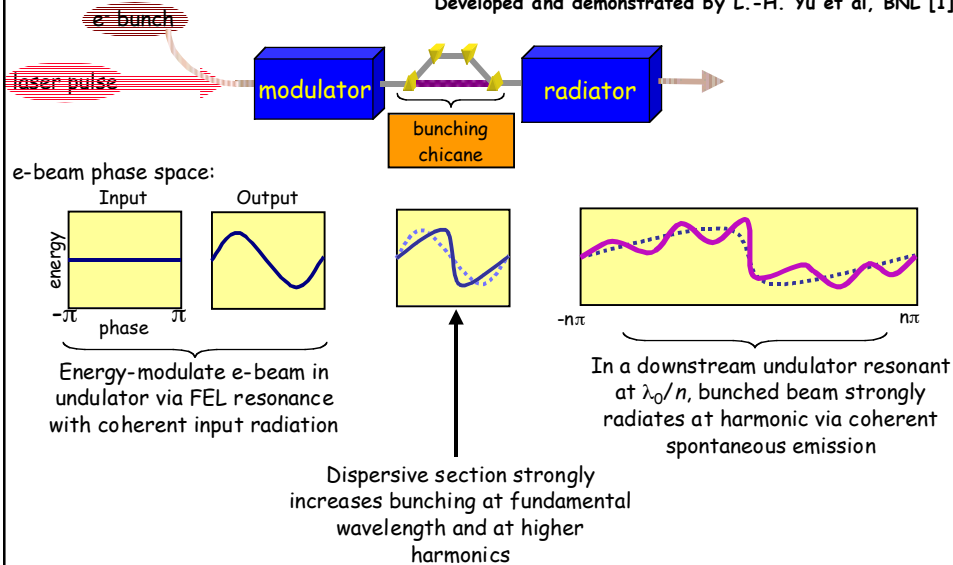 Developed and demonstrated by L.-H. Yu et al, BNL [1]
e- bunch
laser pulse
modulator
radiator
bunching
chicane
e-beam phase space:
Input
Output
energy
-π
π
phase
-nπ
nπ
Energy-modulate e-beam in
undulator via FEL resonance
with coherent input radiation
In a downstream undulator resonant
at λ₀/n, bunched beam strongly
radiates at harmonic via coherent
spontaneous emission
Dispersive section strongly
increases bunching at fundamental
wavelength and at higher
harmonics